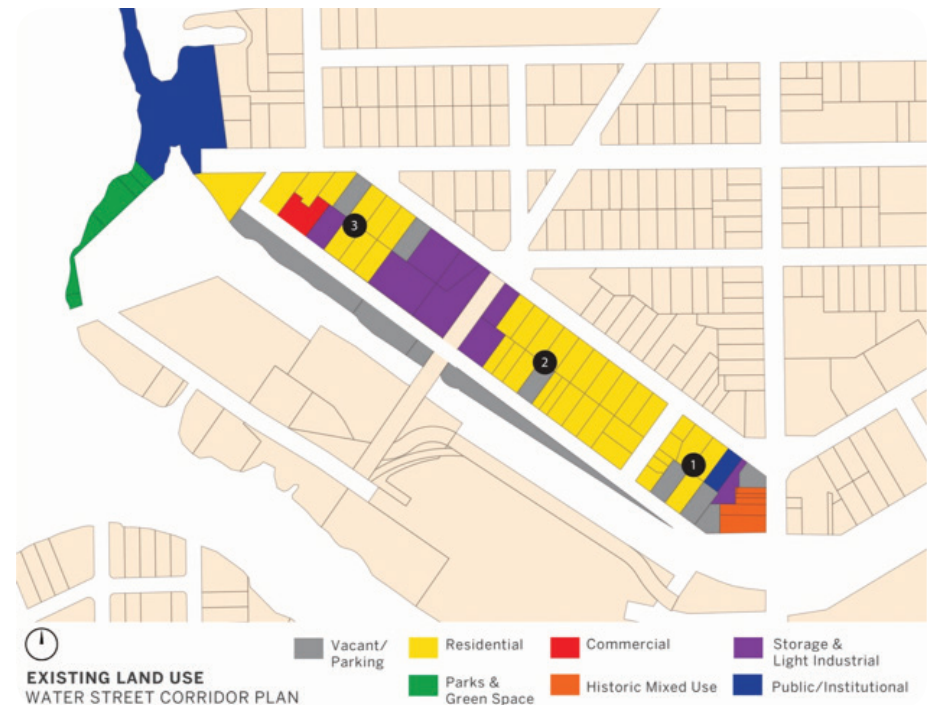 3
2
1
EXISTING LAND USE
WATER STREET CORRIDOR PLAN
Vacant/
Parking
Residential
Commercial
Storage &
Light Industrial
Parks &
Green Space
Historic Mixed Use
Public/Institutional